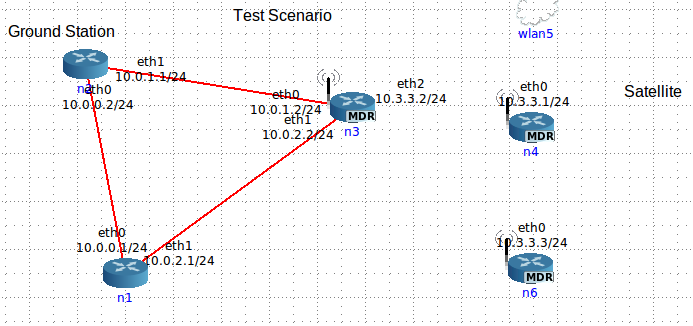 Test Scenario
wlan5
Ground Station
eth1
10.0.1.1/24
eth0
10.0.0.2/24
eth0
10.0.1.2/24
eth1
10.0.2.2/24
eth2
10.3.3.2/24
MDR
n3
eth0
10.3.3.1/24
MDR
n4
Satellite
eth0
10.0.0.1/24
eth1
10.0.2.1/24
n1
eth0
10.3.3.3/24
MDR
n6